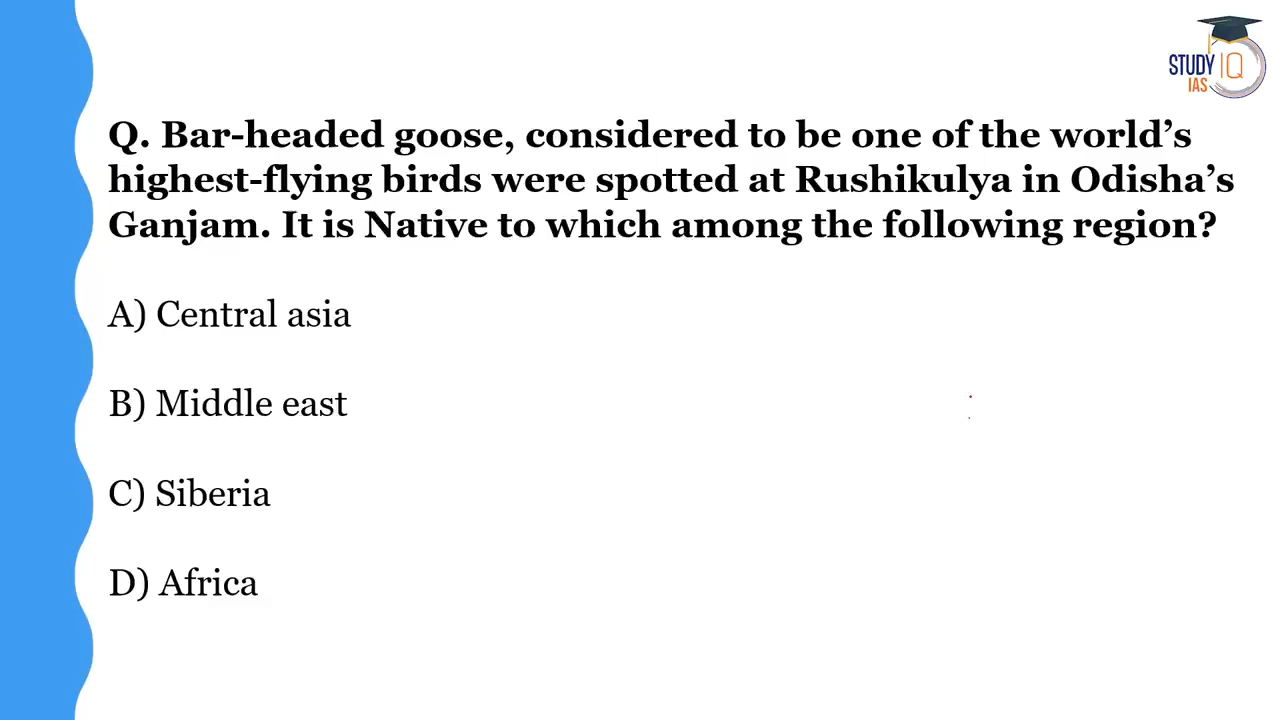 STUDY IQ
IAS
Q. Bar-headed goose, considered to be one of the world’s
highest-flying birds were spotted at Rushikulya in Odisha’s
Ganjam. It is Native to which among the following region?
A) Central asia
B) Middle east
C) Siberia
D) Africa